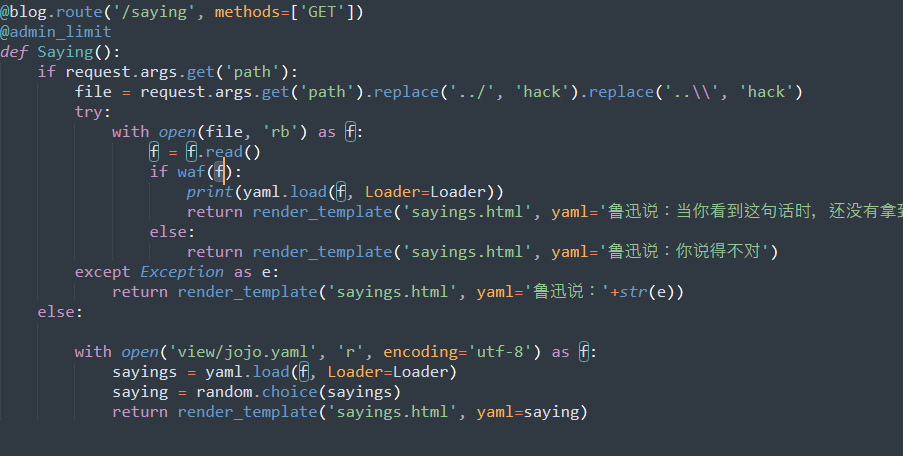 @blog.route('/saying', methods=['GET'])
@admin_limit
def Saying():
    if request.args.get('path'):
        file = request.args.get('path').replace('../', 'hack').replace('..\\', 'hack')
        try:
            with open(file, 'rb') as f:
                f = f.read()
                if waf(f):
                    print(yaml.load(f, Loader=Loader))
                    return render_template('sayings.html', yaml='鲁迅说：当你看到这句话时，还没有拿到
                else:
                    return render_template('sayings.html', yaml='鲁迅说：你说得不对')
        except Exception as e:
            return render_template('sayings.html', yaml='鲁迅说：'+str(e))
    else:
        with open('view/jojo.yaml', 'r', encoding='utf-8') as f:
            sayings = yaml.load(f, Loader=Loader)
            saying = random.choice(sayings)
            return render_template('sayings.html', yaml=saying)